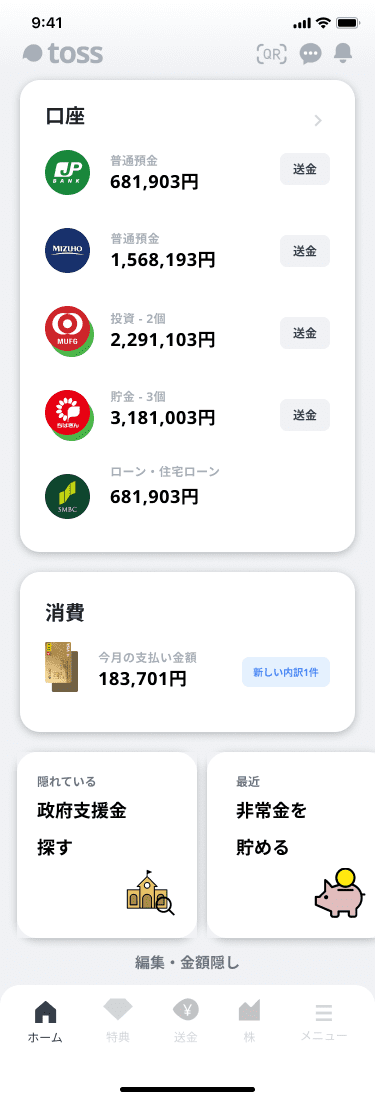 9:41
toss
QR
口座
JP
BANK
普通預金
681,903円
送金
MIZUHO
普通預金
1,568,193円
送金
MUFG
投資 - 2個
2,291,103円
送金
ちばぎん
貯金 - 3個
3,181,003円
送金
SMBC
ローン・住宅ローン
681,903円
消費
今月の支払い金額
183,701円
新しい内訳1件
隠れている
政府支援金
探す
最近
非常金を
貯める
編集・金額隠し
ホーム
特典
¥
送金
株
メニュー